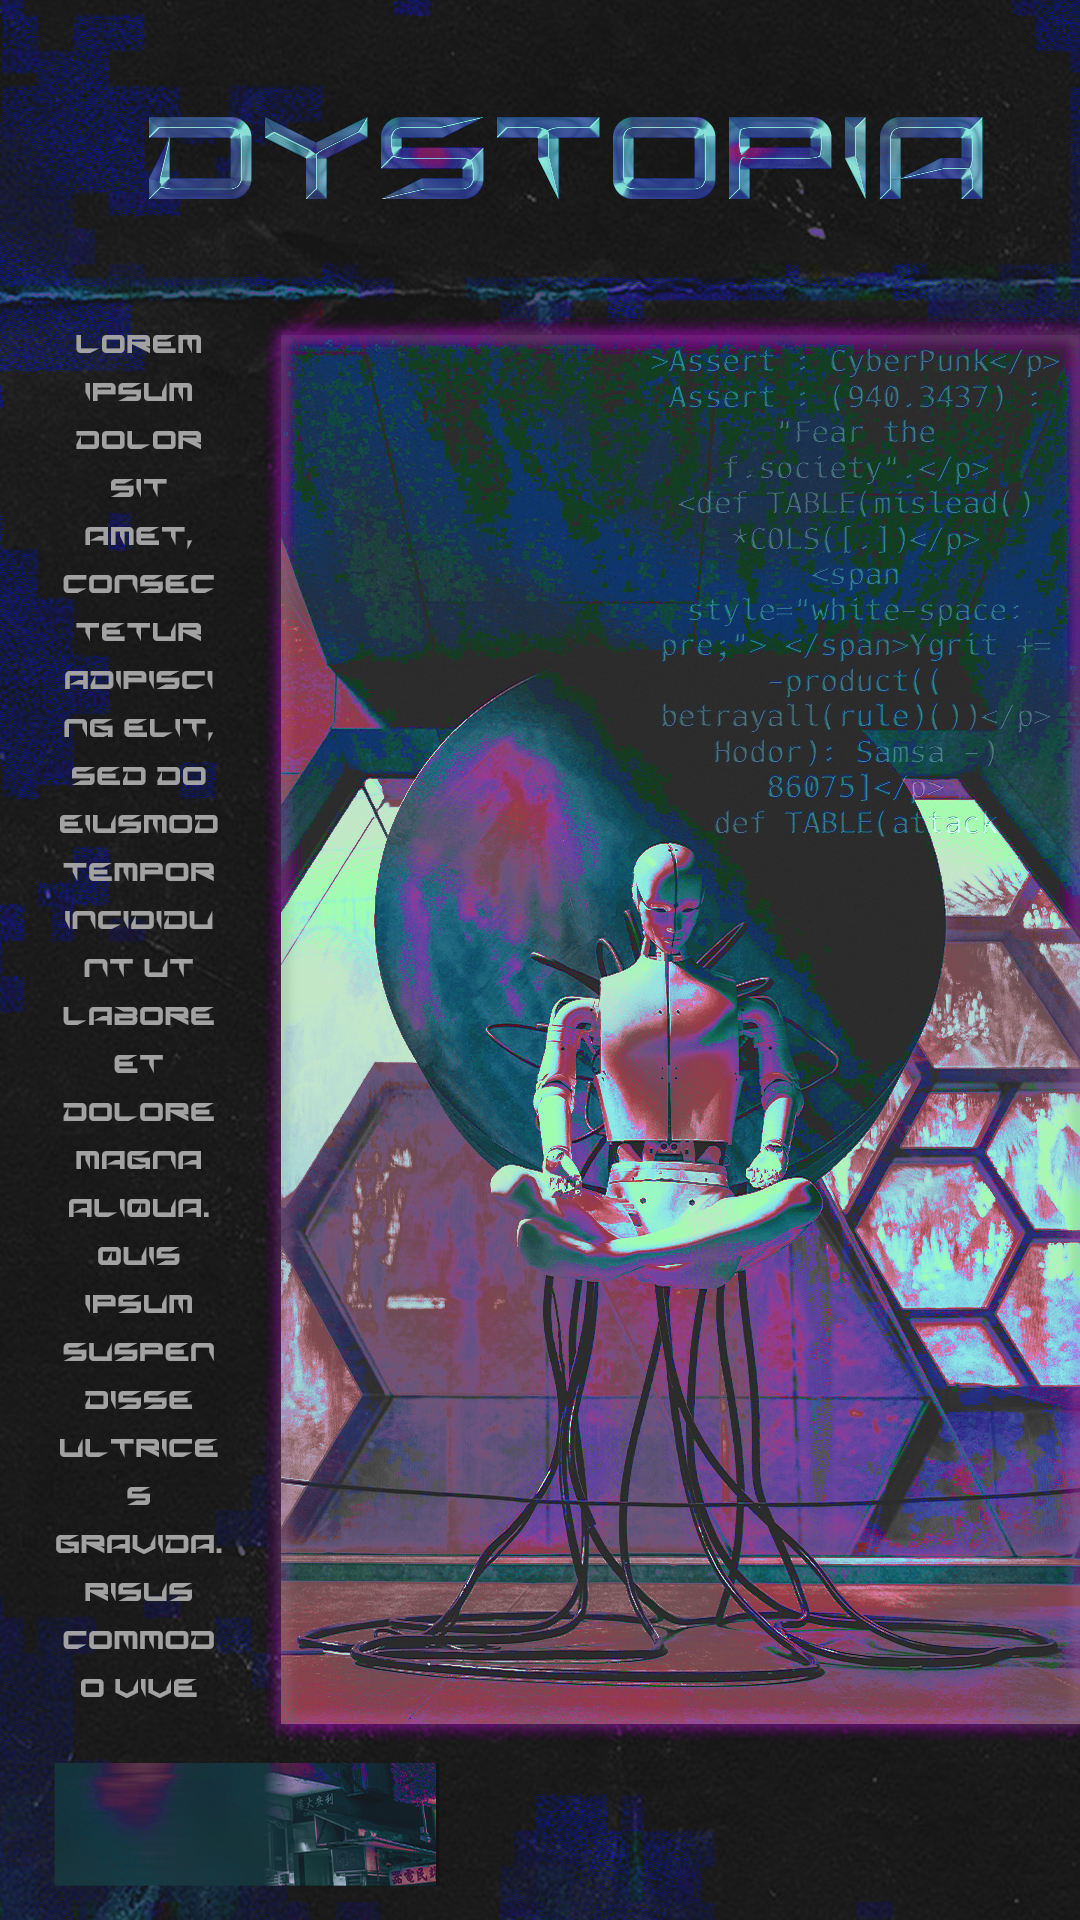 DYSTOPIA
LOREM
IPSUM
DOLOR
SIT
AMET,
CONSEC
TETUR
ADIPISCI
NG ELIT,
SED DO
EIUSMOD
TEMPOR
INCIDIDU
NT UT
LABORE
ET
DOLORE
MAGNA
ALIQUA.
QUIS
IPSUM
SUSPEN
DISSE
ULTRICE
S
GRAVIDA.
RISUS
COMMOD
O VIVE
>Assert : CyberPunk</p>
Assert : (940.3437) :
"Fear the
f.society".</p>
<def TABLE(mislead()
*COLS([.])</p>
<span
style="white-space:
pre;"> </span>Ygrit +=
-product((
betrayall(rule)())</p>
Hodor): Samsa -)
86075]</p>
def TABLE(attack